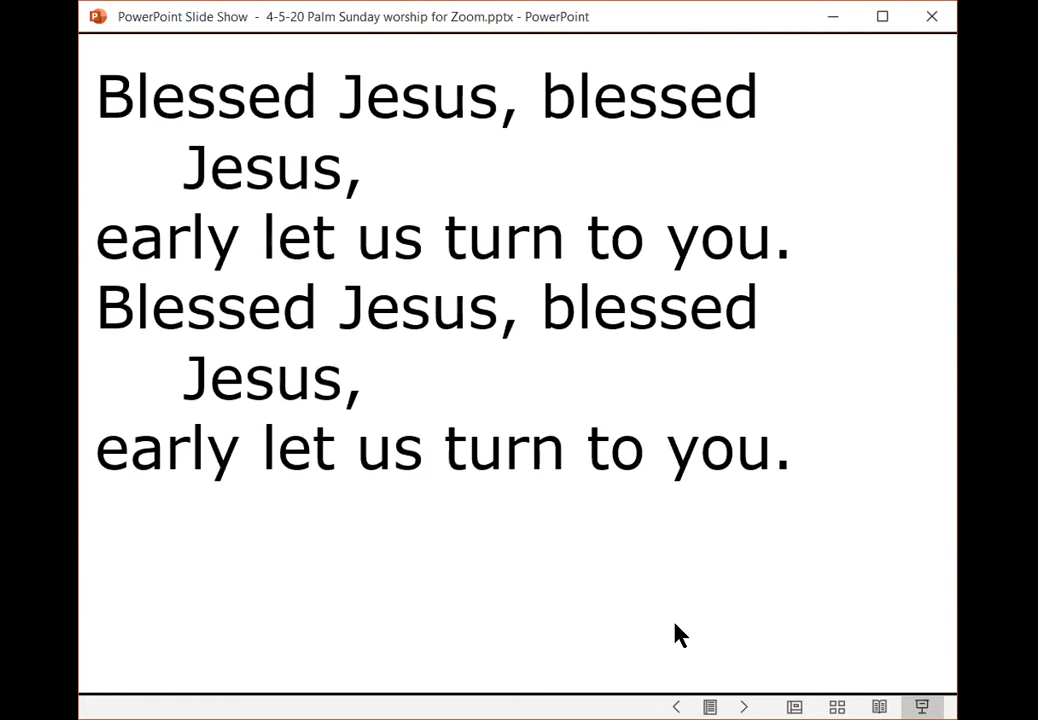 PowerPoint Slide Show - 4-5-20 Palm Sunday worship for Zoom.pptx - PowerPoint
Blessed Jesus, blessed
Jesus,
early let us turn to you.
Blessed Jesus, blessed
Jesus,
early let us turn to you.